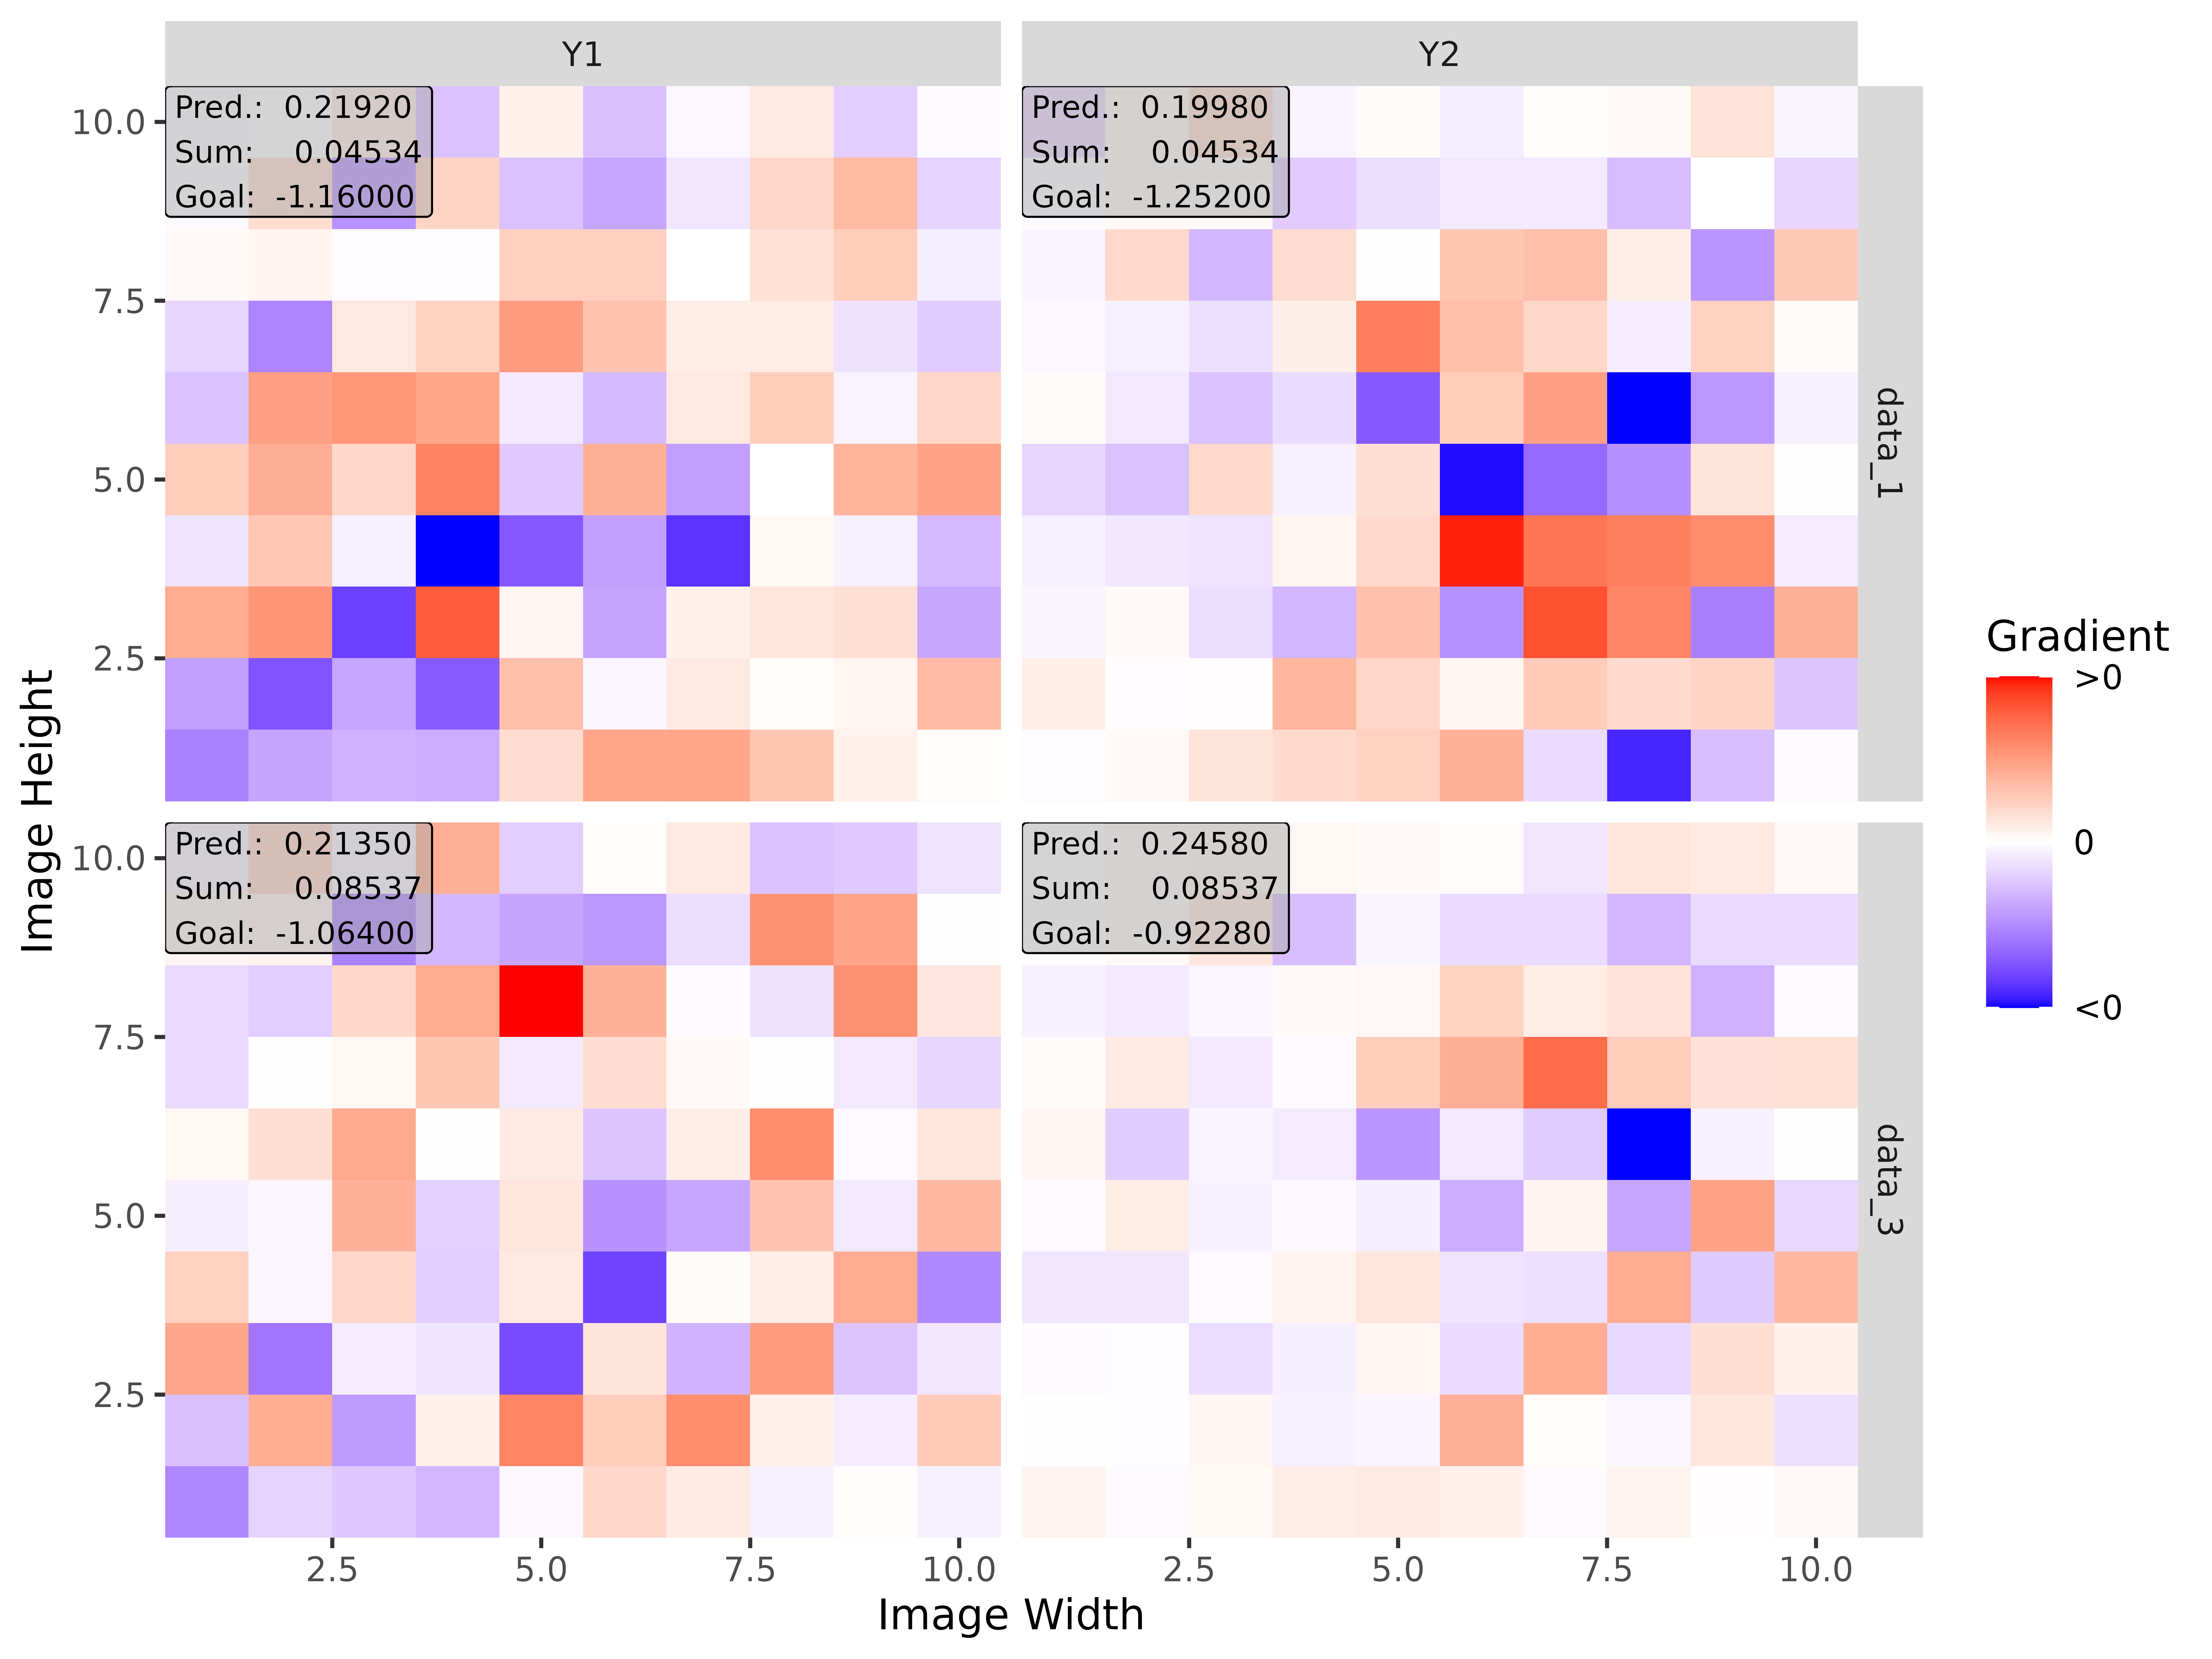 Y1
Y2
Pred.: 0.21920
Sum: 0.04534
Goal: -1.16000
Pred.: 0.19980
Sum: 0.04534
Goal: -1.25200
10.0
7.5
5.0
2.5
data_1
Pred.: 0.21350
Sum: 0.08537
Goal: -1.06400
Pred.: 0.24580
Sum: 0.08537
Goal: -0.92280
10.0
7.5
5.0
2.5
data_3
2.5 5.0 7.5 10.0
2.5 5.0 7.5 10.0
Image Width
Image Height
Gradient
>0
0
<0